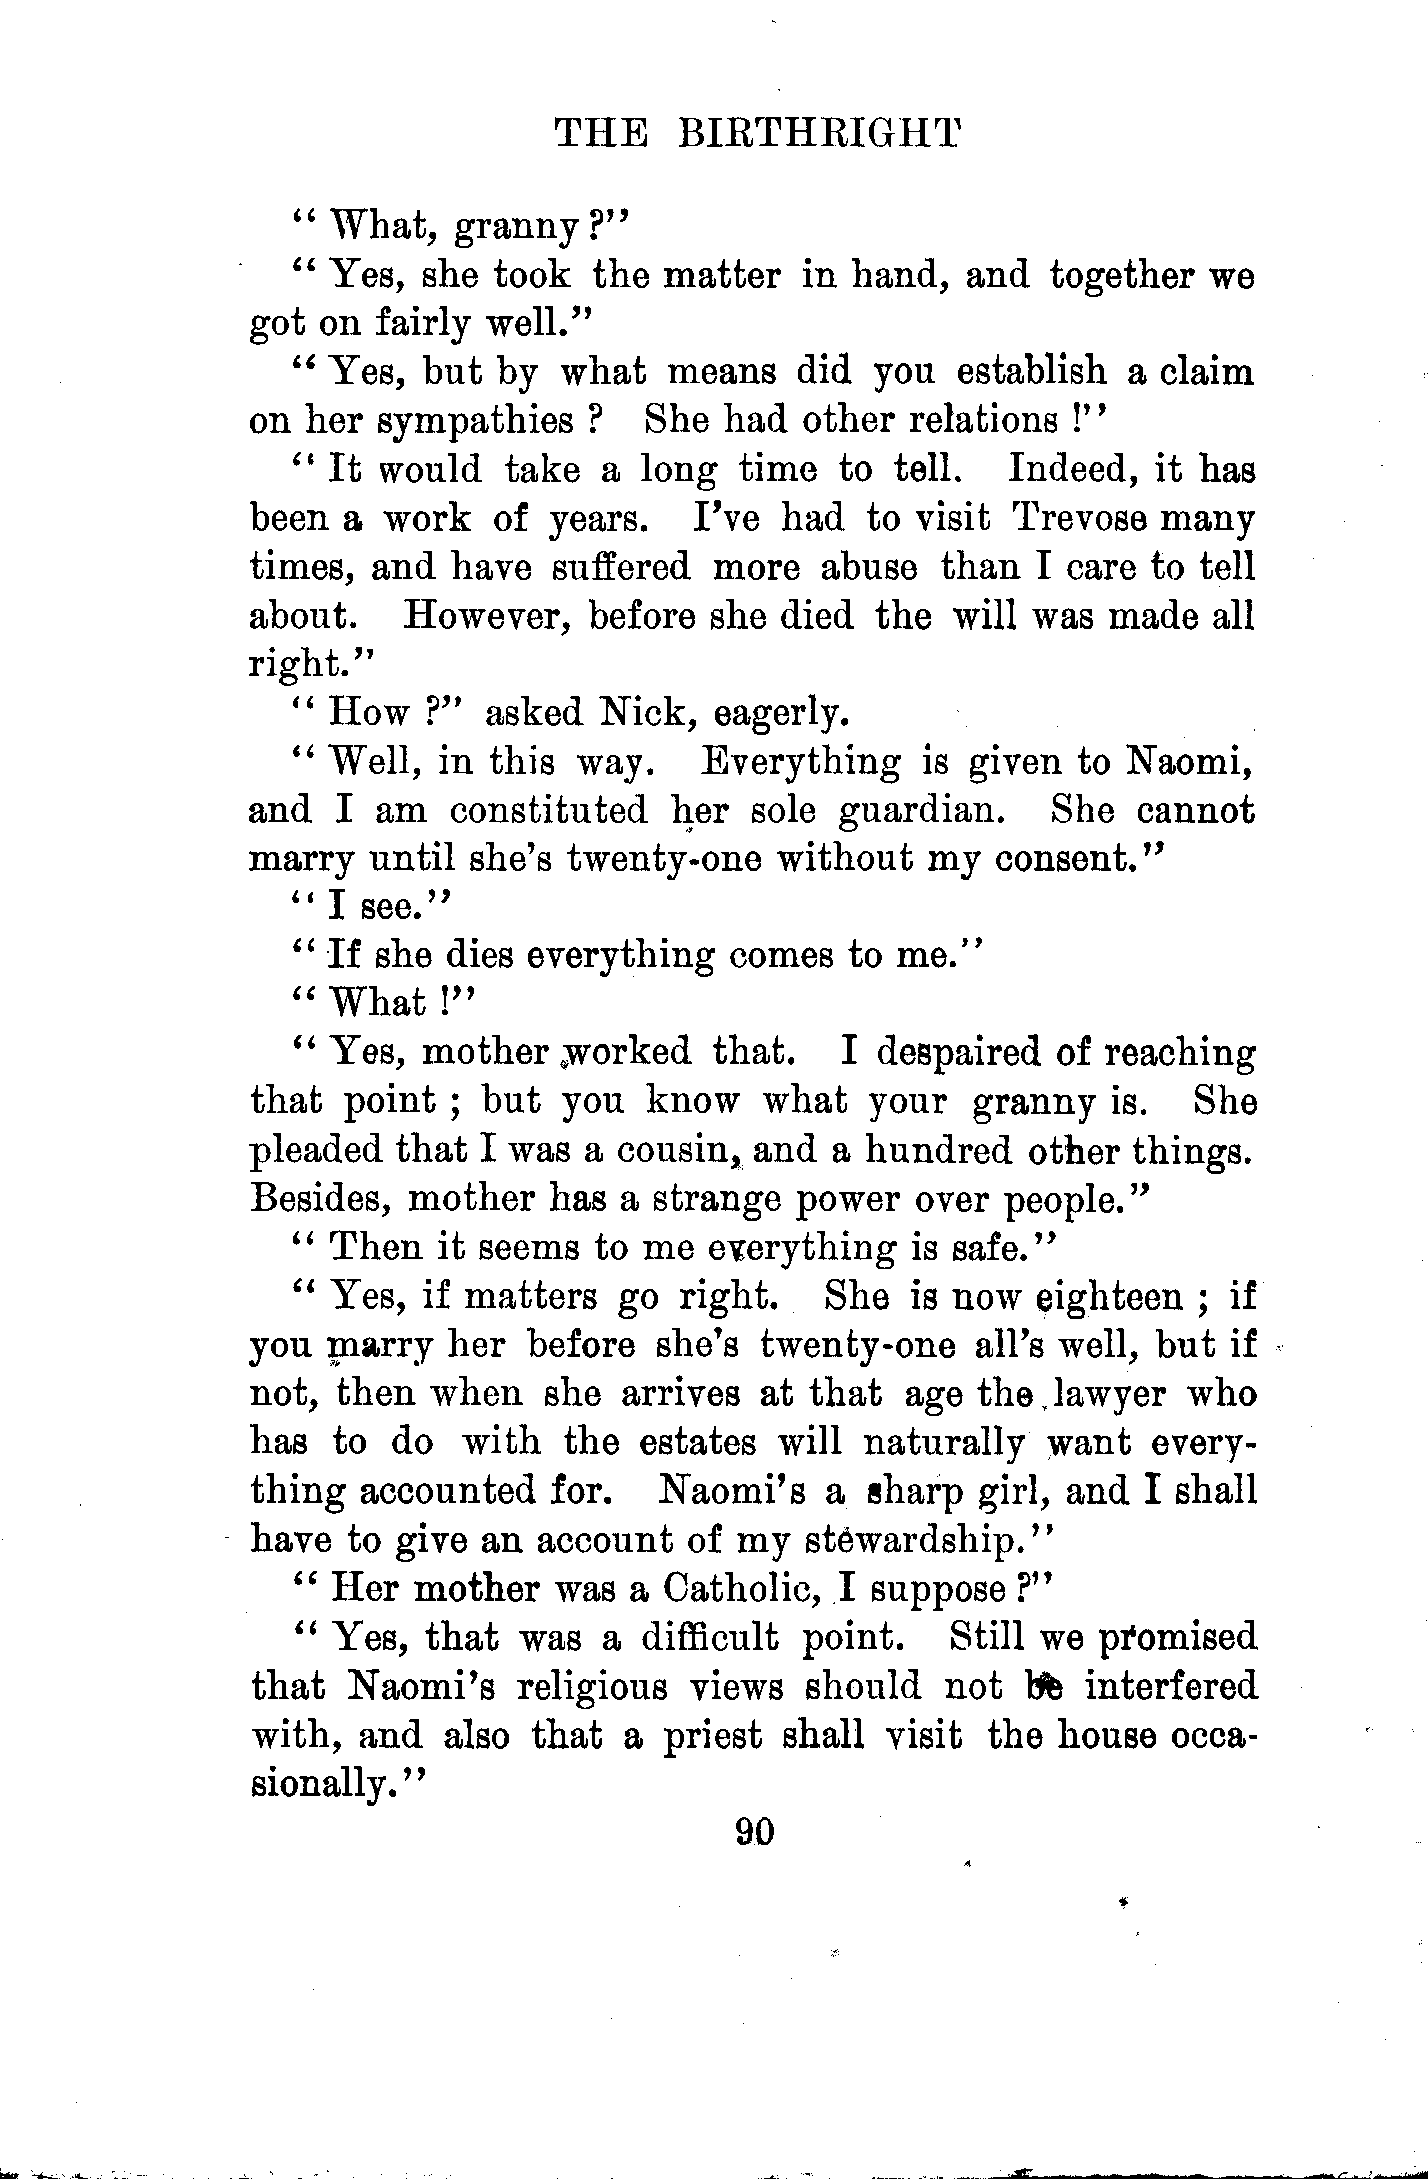 THE BIRTHRIGHT
“ What, granny ?”
“ Yes, she took the matter in hand, and together we
got on fairly well.”
“ Yes, but by what means did you establish a claim
on her sympathies ? She had other relations !”
“ It would take a long time to tell. Indeed, it has
been a work of years. I’ve had to visit Trevose many
times, and have suffered more abuse than I care to tell
about. However, before she died the will was made all
right.”
“ How ?” asked Nick, eagerly.
“ Well, in this way. Everything is given to Naomi,
and I am constituted her sole guardian. She cannot
marry until she’s twenty-one without my consent.”
“ I see.”
“ If she dies everything comes to me.”
“ What !”
“ Yes, mother worked that. I despaired of reaching
that point ; but you know what your granny is. She
pleaded that I was a cousin, and a hundred other things.
Besides, mother has a strange power over people.”
“ Then it seems to me everything is safe.”
“ Yes, if matters go right. She is now eighteen ; if
you marry her before she’s twenty-one all’s well, but if
not, then when she arrives at that age the lawyer who
has to do with the estates will naturally want every-
thing accounted for. Naomi’s a sharp girl, and I shall
have to give an account of my stewardship.”
“ Her mother was a Catholic, I suppose ?”
“ Yes, that was a difficult point. Still we promised
that Naomi’s religious views should not be interfered
with, and also that a priest shall visit the house occa-
sionally.”
90